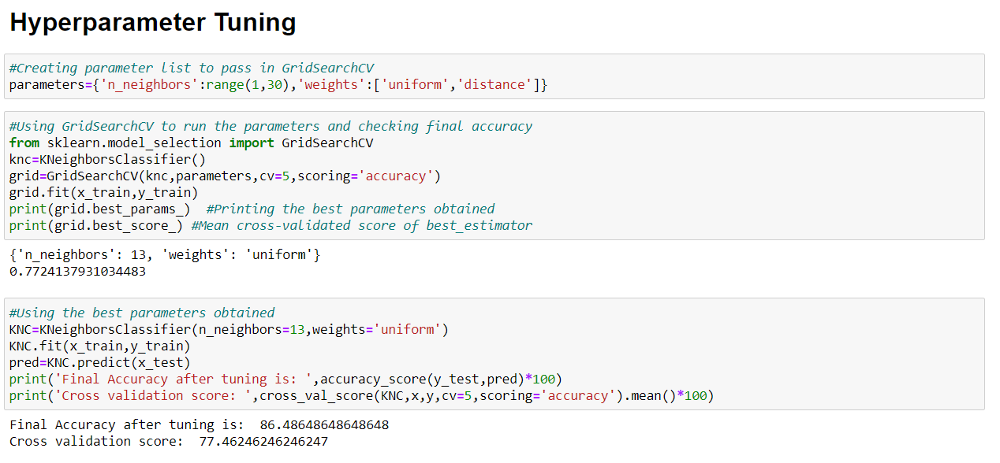 Hyperparameter Tuning
#Creating parameter list to pass in GridSearchCV
parameters={'n_neighbors':range(1,30),'weights':['uniform','distance']}
#Using GridSearchCV to run the parameters and checking final accuracy
from sklearn.model_selection import GridSearchCV
knc=KNeighborsClassifier()
grid=GridSearchCV(knc,parameters,cv=5,scoring='accuracy')
grid.fit(x_train,y_train)
print(grid.best_params_)  #Printing the best parameters obtained
print(grid.best_score_) #Mean cross-validated score of best_estimator
{'n_neighbors': 13, 'weights': 'uniform'}
0.7724137931034483
#Using the best parameters obtained
KNC=KNeighborsClassifier(n_neighbors=13,weights='uniform')
KNC.fit(x_train,y_train)
pred=KNC.predict(x_test)
print('Final Accuracy after tuning is: ',accuracy_score(y_test,pred)*100)
print('Cross validation score: ',cross_val_score(KNC,x,y,cv=5,scoring='accuracy').mean()*100)
Final Accuracy after tuning is:  86.48648648648648
Cross validation score:  77.46246246246247